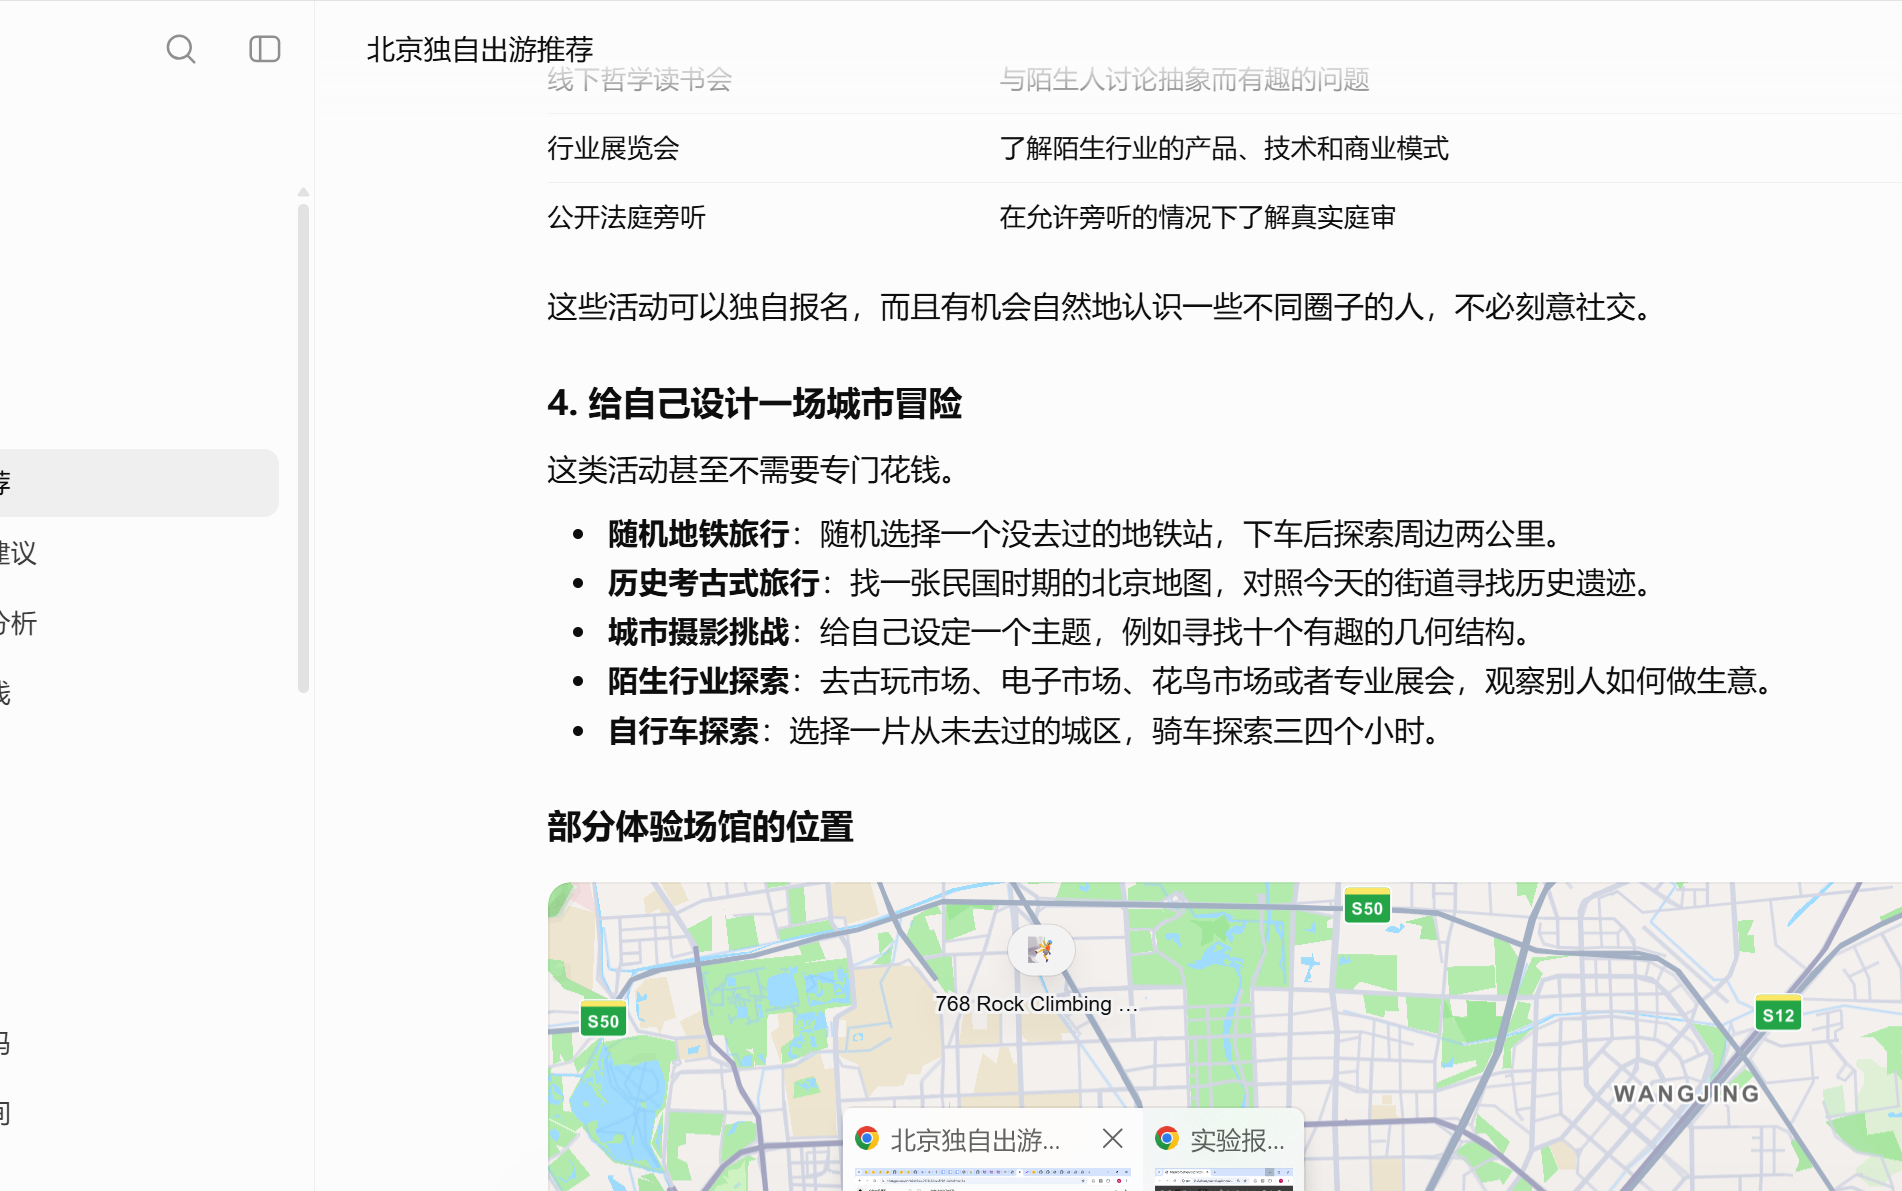 北京独自出游推荐
线下哲学读书会 与陌生人讨论抽象而有趣的问题
行业展览会 了解陌生行业的产品、技术和商业模式
公开法庭旁听 在允许旁听的情况下了解真实庭审
这些活动可以独自报名，而且有机会自然地认识一些不同圈子的人，不必刻意社交。
4. 给自己设计一场城市冒险
这类活动甚至不需要专门花钱。
• 随机地铁旅行：随机选择一个没去过的地铁站，下车后探索周边两公里。
• 历史考古式旅行：找一张民国时期的北京地图，对照今天的街道寻找历史遗迹。
• 城市摄影挑战：给自己设定一个主题，例如寻找十个有趣的几何结构。
• 陌生行业探索：去古玩市场、电子市场、花鸟市场或者专业展会，观察别人如何做生意。
• 自行车探索：选择一片从未去过的城区，骑车探索三四个小时。
部分体验场馆的位置
荐
建议
分析
S50
768 Rock Climbing …
S50
S12
WANGJING
北京独自出游...
实验报...